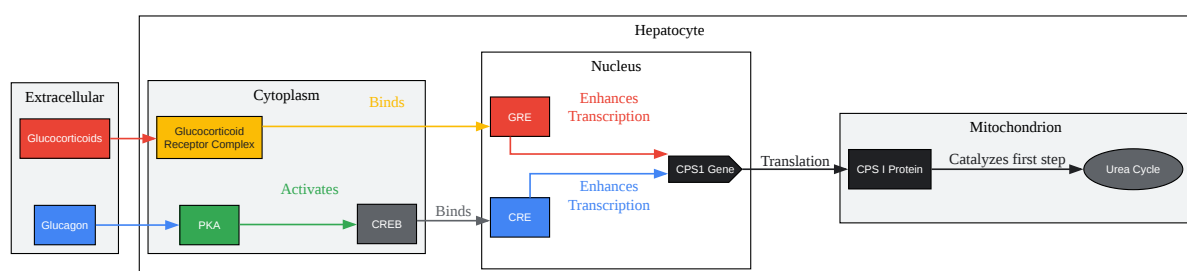 Hepatocyte
Extracellular
Glucocorticoids
Glucagon
Cytoplasm
Glucocorticoid
Receptor Complex
Binds
PKA
Activates
CREB
Binds
Nucleus
GRE
Enhances
Transcription
CPS1 Gene
CRE
Enhances
Transcription
Translation
Mitochondrion
CPS I Protein
Catalyzes first step
Urea Cycle